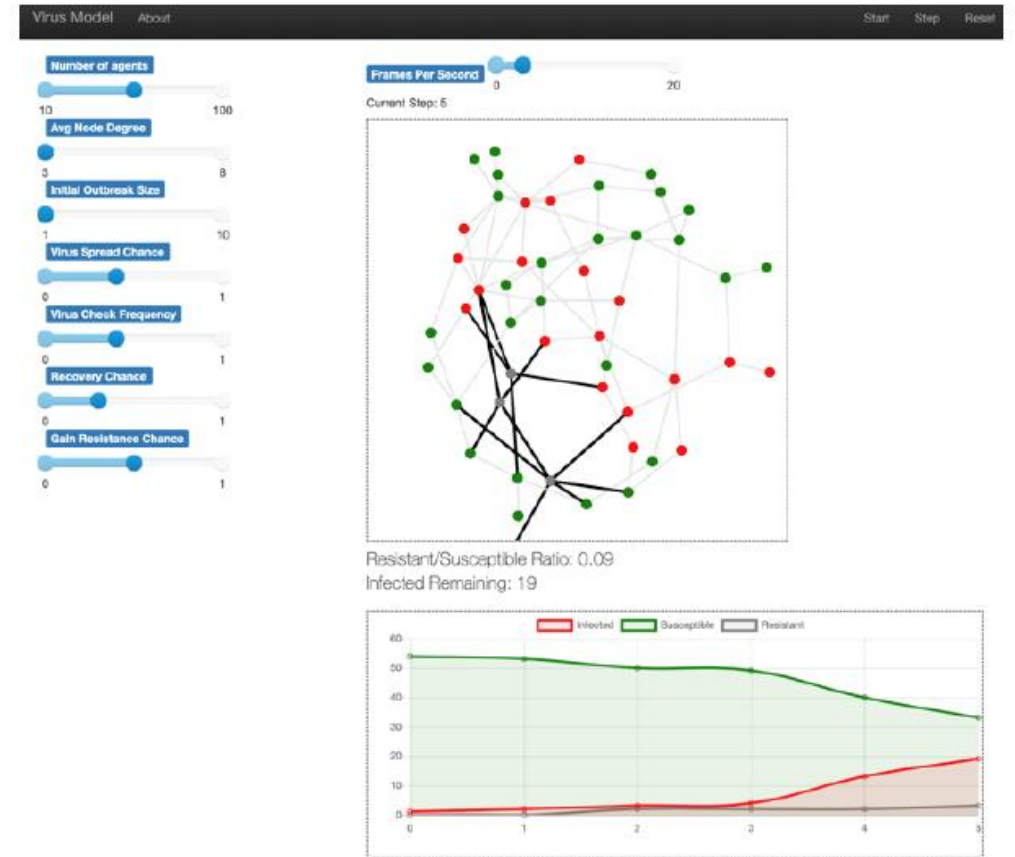 Virus Model About Start Step Reset
Number of agents
10 100
Avg Node Degree
3 8
Initial Outbreak Size
1 10
Virus Spread Chance
0 1
Virus Check Frequency
0 1
Recovery Chance
0 1
Gain Resistance Chance
0 1
Frames Per Second
0 20
Current Step: 5
Resistant/Susceptible Ratio: 0.09
Infected Remaining: 19
Infected Susceptible Resistant
60
50
40
30
20
10
0
0 1 2 3 4 5